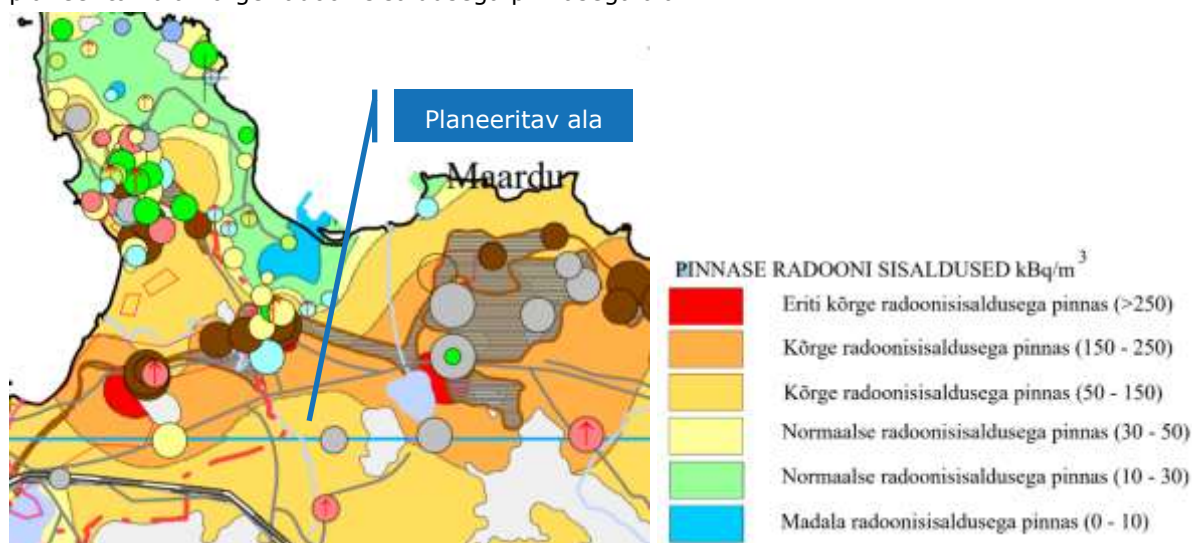 Planeeritav ala
Maardu
PINNASE RADOONI SISALDUSED kBq/m³
Eriti kõrge radoonisisaldusega pinnas (>250)
Kõrge radoonisisaldusega pinnas (150 - 250)
Kõrge radoonisisaldusega pinnas (50 - 150)
Normaalse radoonisisaldusega pinnas (30 - 50)
Normaalse radoonisisaldusega pinnas (10 - 30)
Madala radoonisisaldusega pinnas (0 - 10)